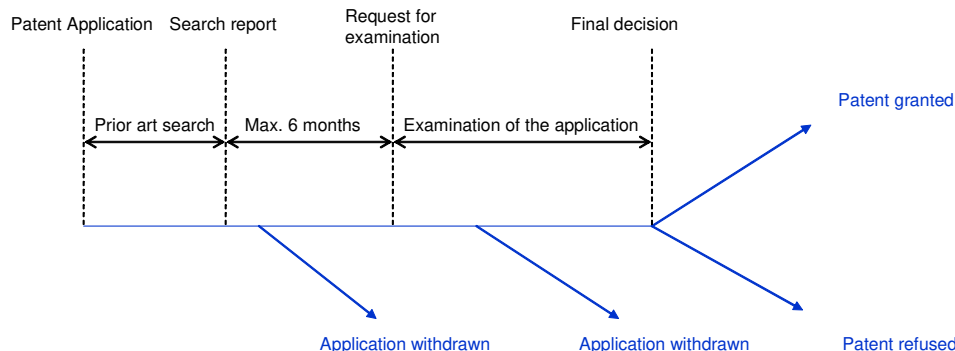 Patent Application
Search report
Request for
examination
Final decision
Patent granted
Prior art search
Max. 6 months
Examination of the application
Application withdrawn
Application withdrawn
Patent refused